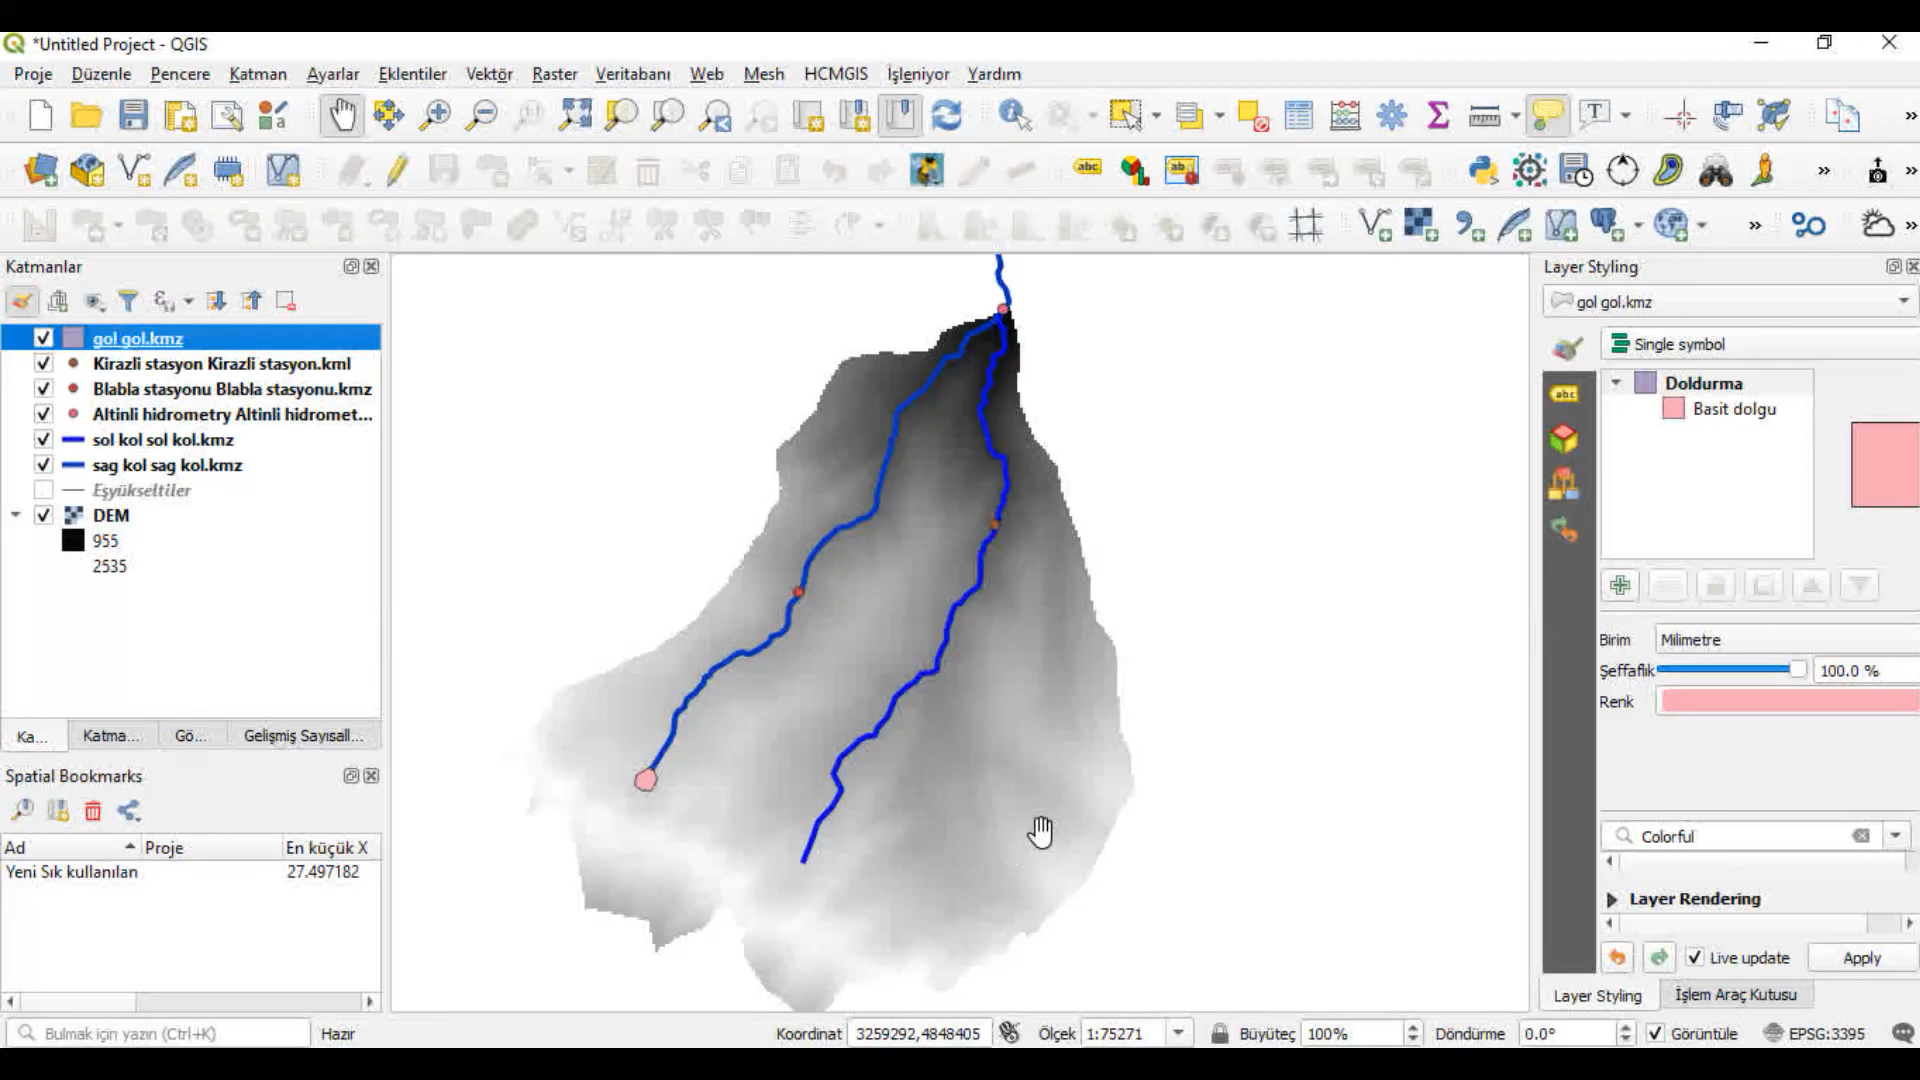 *Untitled Project - QGIS
Proje Düzenle Pencere Katman Ayarlar Eklentiler Vektör Raster Veritabanı Web Mesh HCMGIS İşleniyor Yardım
Katmanlar
gol gol.kmz
Kirazli stasyon Kirazli stasyon.kml
Blabla stasyonu Blabla stasyonu.kmz
Altinli hidrometry Altinli hidromet...
sol kol sol kol.kmz
sag kol sag kol.kmz
Eşyükseltiler
DEM
955
2535
Ka... Katma... Gö... Gelişmiş Sayısall...
Spatial Bookmarks
Ad Proje En küçük X
Yeni Sık kullanılan 27.497182
Layer Styling
gol gol.kmz
Single symbol
Doldurma
Basit dolgu
Birim Milimetre
Şeffaflık 100.0 %
Renk
Colorful
Layer Rendering
Live update Apply
Layer Styling İşlem Araç Kutusu
Bulmak için yazın (Ctrl+K) Hazır Koordinat 3259292,4848405 Ölçek 1:75271 Büyüteç 100% Döndürme 0.0° Görüntüle EPSG:3395